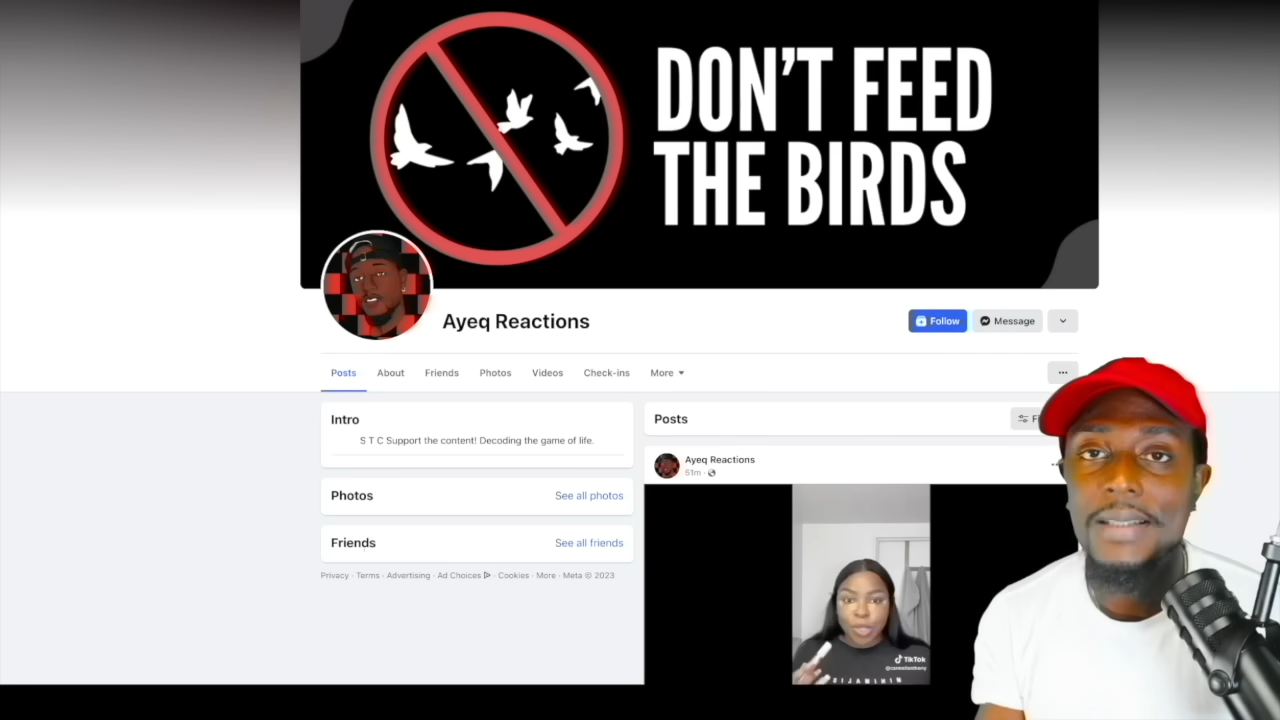 DON'T FEED
THE BIRDS
Ayeq Reactions
Follow
Message
Posts
About
Friends
Photos
Videos
Check-ins
More
Intro
S T C Support the content! Decoding the game of life.
Photos
See all photos
Friends
See all friends
Privacy · Terms · Advertising · Ad Choices · Cookies · More · Meta © 2023
Posts
Ayeq Reactions
51m ·
TikTok